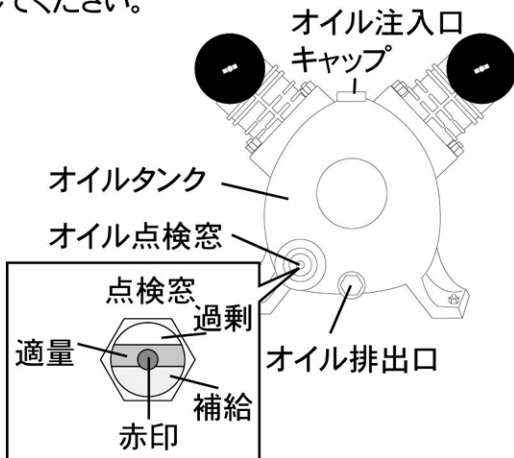 てください。
オイル注入口
キャップ
オイルタンク
オイル点検窓
点検窓
過剰
適量
オイル排出口
補給
赤印